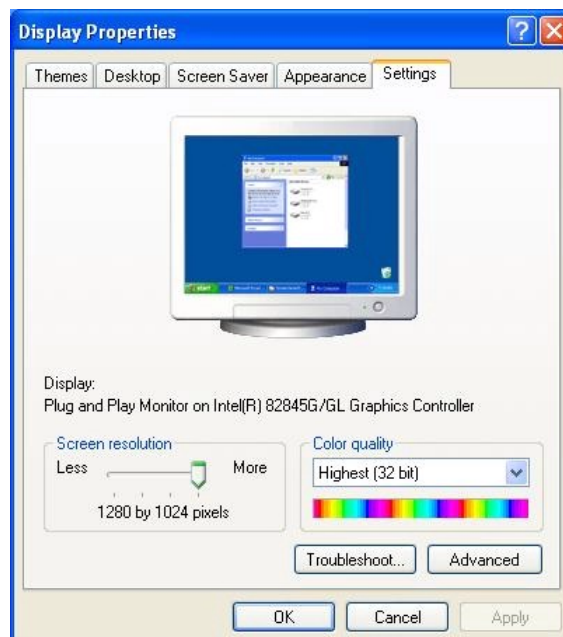 Display Properties
Themes Desktop Screen Saver Appearance Settings
start
Display:
Plug and Play Monitor on Intel(R) 82845G/GL Graphics Controller
Screen resolution
Less More
1280 by 1024 pixels
Color quality
Highest (32 bit)
Troubleshoot... Advanced
OK Cancel Apply